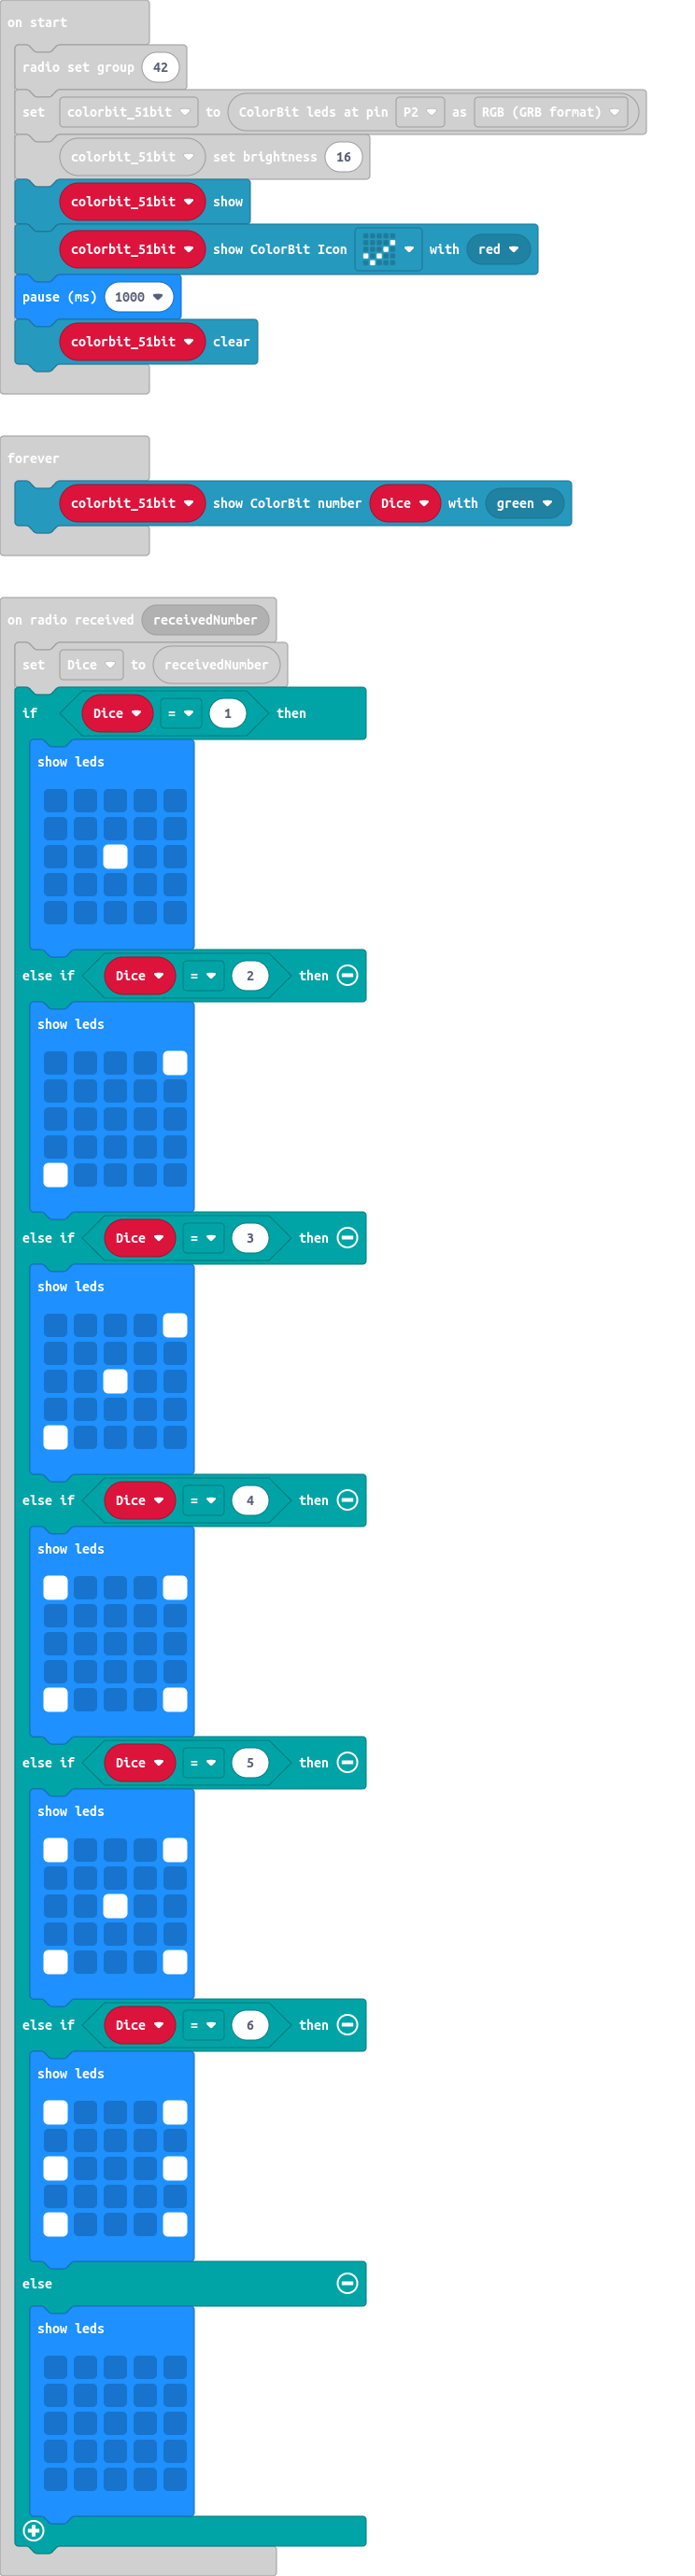 on start
radio set group 42
set colorbit_51bit to ColorBit leds at pin P2 as RGB (GRB format)
colorbit_51bit set brightness 16
colorbit_51bit show
colorbit_51bit show ColorBit Icon with red
pause (ms) 1000
colorbit_51bit clear
forever
colorbit_51bit show ColorBit number Dice with green
on radio received receivedNumber
set Dice to receivedNumber
if Dice = 1 then
show leds
else if Dice = 2 then
show leds
else if Dice = 3 then
show leds
else if Dice = 4 then
show leds
else if Dice = 5 then
show leds
else if Dice = 6 then
show leds
else
show leds